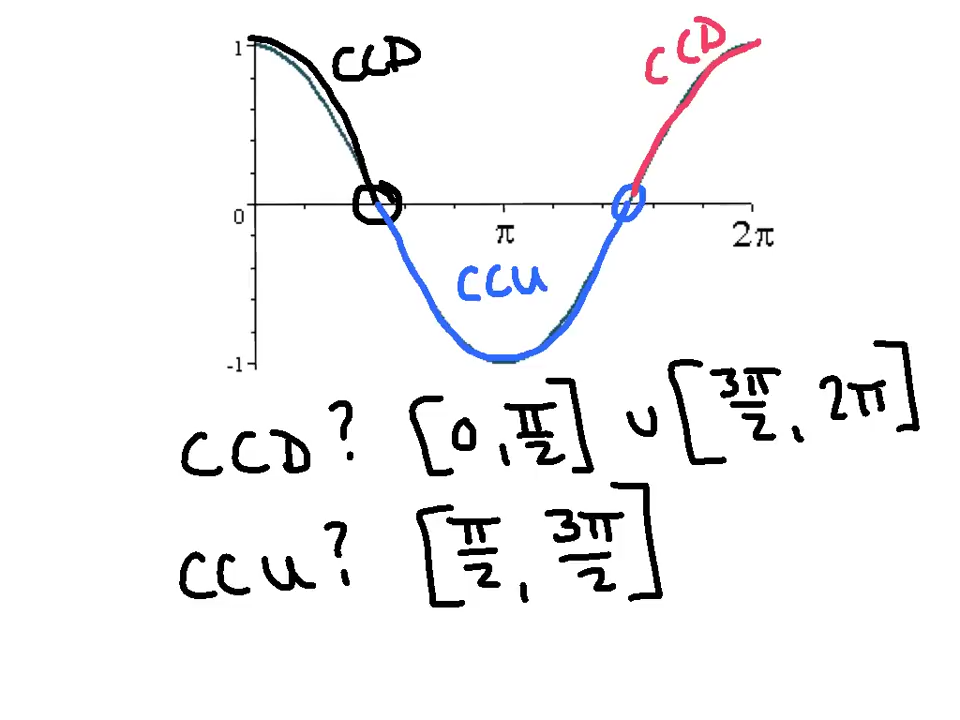 1 CCD CCD
0 π 2π
CCU
-1
CCD? [0, π/2] ∪ [3π/2, 2π]
CCU? [π/2, 3π/2]